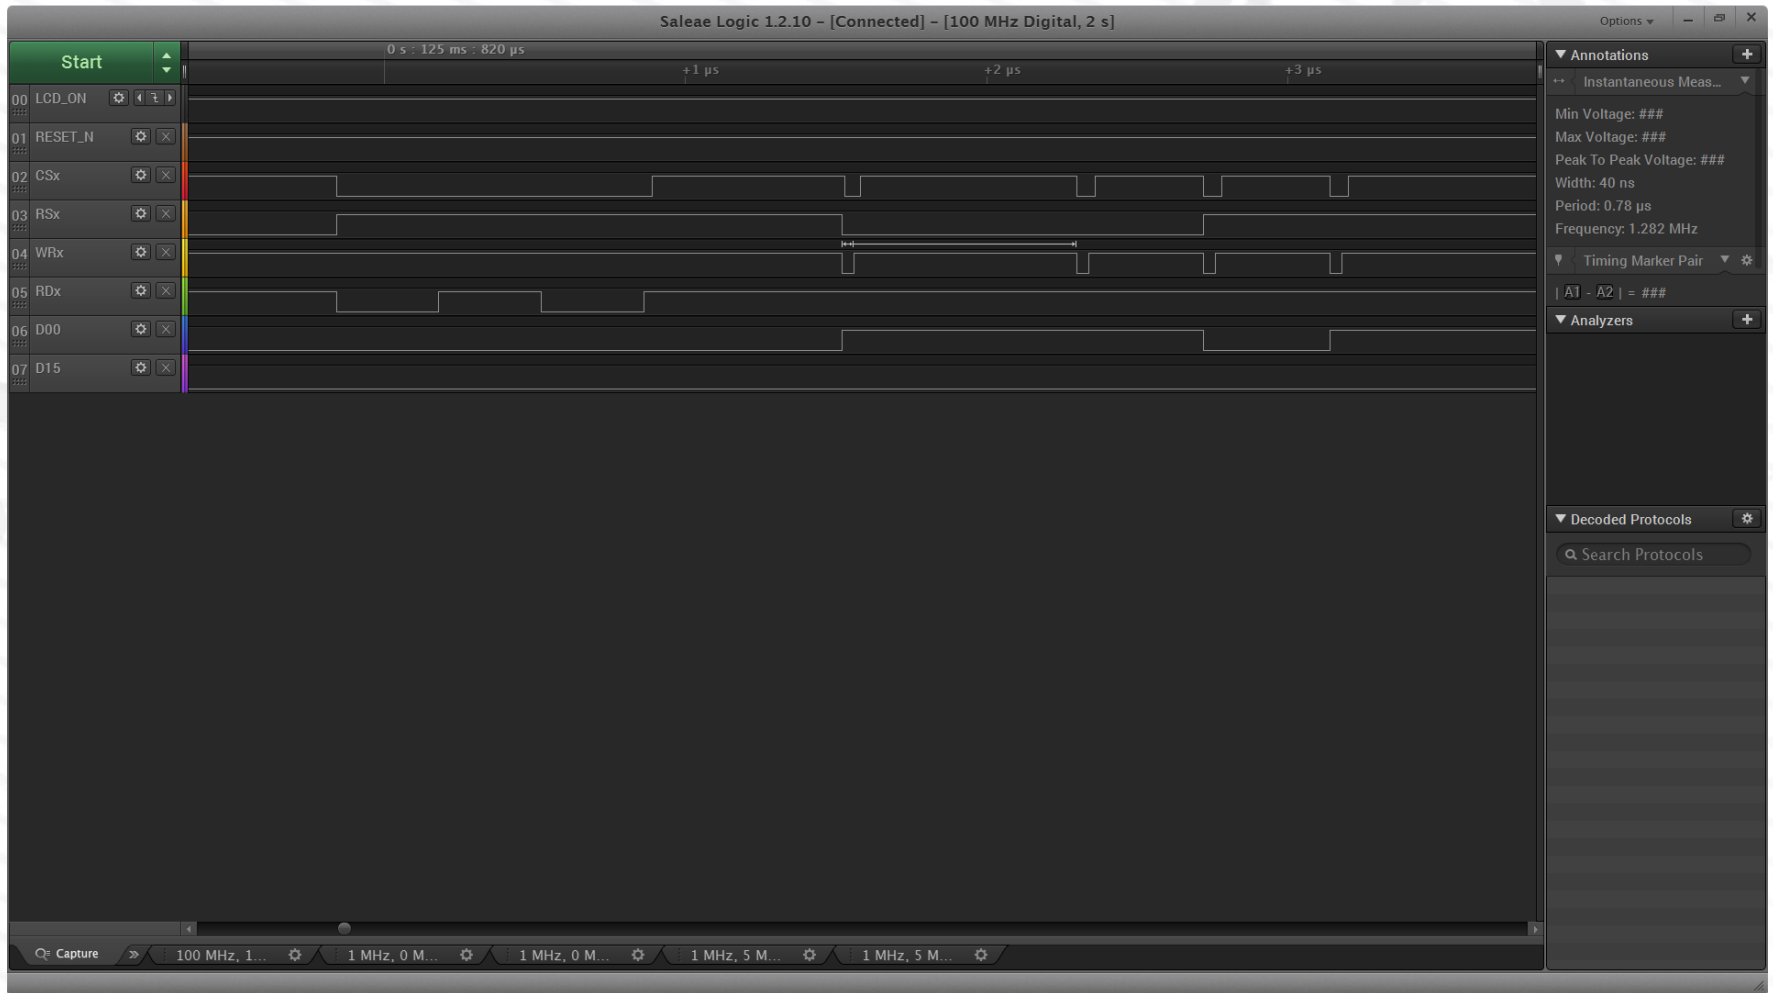 Saleae Logic 1.2.10 – [Connected] – [100 MHz Digital, 2 s]
Options
Start
0 s : 125 ms : 820 µs
+1 µs +2 µs +3 µs
00 LCD_ON
01 RESET_N
02 CSx
03 RSx
04 WRx
05 RDx
06 D00
07 D15
Annotations
Instantaneous Meas...
Min Voltage: ###
Max Voltage: ###
Peak To Peak Voltage: ###
Width: 40 ns
Period: 0.78 µs
Frequency: 1.282 MHz
Timing Marker Pair
| A1 - A2 | = ###
Analyzers
Decoded Protocols
Search Protocols
Capture
100 MHz, 1...
1 MHz, 0 M...
1 MHz, 0 M...
1 MHz, 5 M...
1 MHz, 5 M...